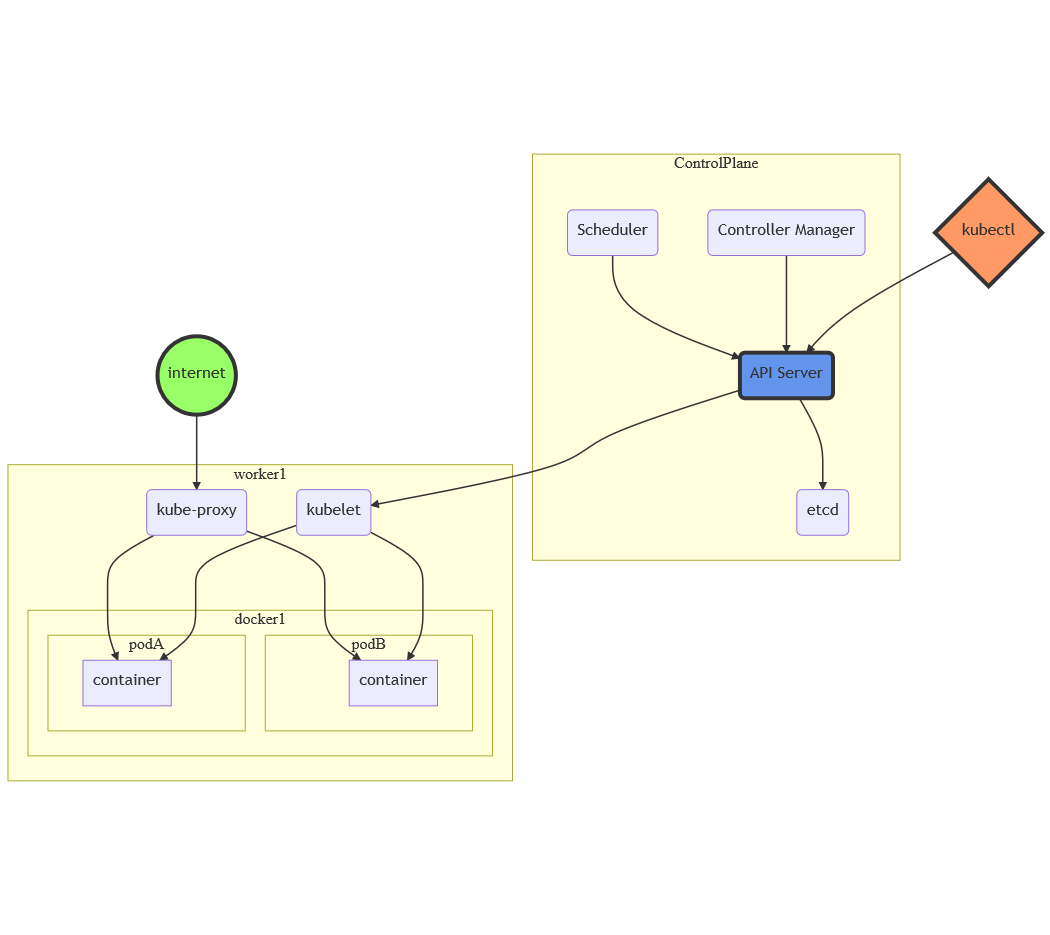 ControlPlane
Scheduler
Controller Manager
kubectl
internet
API Server
worker1
kube-proxy
kubelet
etcd
docker1
podA
podB
container
container